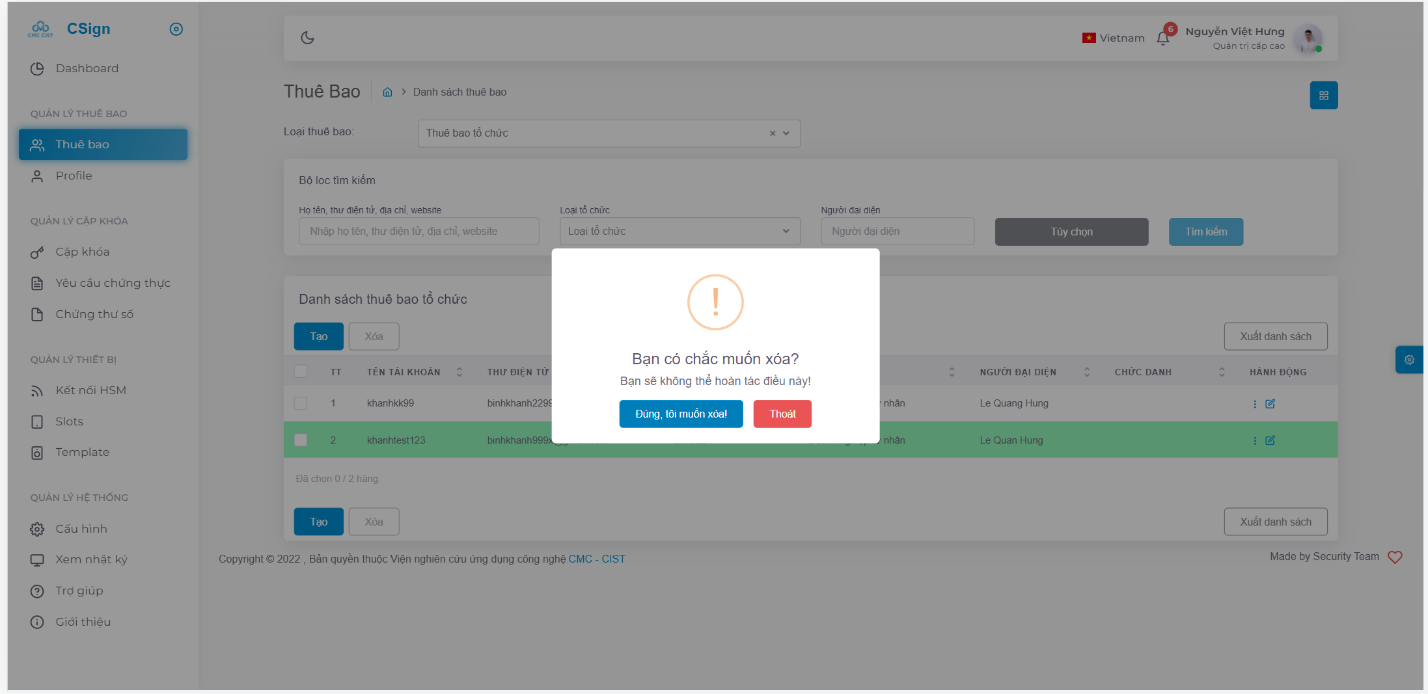 CMC CIST
CSign
Dashboard
QUẢN LÝ THUÊ BAO
Thuê bao
Profile
QUẢN LÝ CẶP KHÓA
Cặp khóa
Yêu cầu chứng thực
Chứng thư số
QUẢN LÝ THIẾT BỊ
Kết nối HSM
Slots
Template
QUẢN LÝ HỆ THỐNG
Cấu hình
Xem nhật ký
Trợ giúp
Giới thiệu
Vietnam
6
Nguyễn Việt Hưng
Quản trị cấp cao
Thuê Bao
Danh sách thuê bao
Loại thuê bao:
Thuê bao tổ chức
Bộ lọc tìm kiếm
Họ tên, thư điện tử, địa chỉ, website
Loại tổ chức
Người đại diện
Nhập họ tên, thư điện tử, địa chỉ, website
Loại tổ chức
Người đại diện
Tùy chọn
Tìm kiếm
Danh sách thuê bao tổ chức
Tạo
Xóa
Xuất danh sách
TT
TÊN TÀI KHOẢN
THƯ ĐIỆN TỬ
NGƯỜI ĐẠI DIỆN
CHỨC DANH
HÀNH ĐỘNG
1
khanhkk99
binhkhanh2299
nhân
Le Quang Hung
2
khanhtest123
binhkhanh999x
nhân
Le Quan Hung
Đã chọn 0 / 2 hàng.
Tạo
Xóa
Xuất danh sách
Bạn có chắc muốn xóa?
Bạn sẽ không thể hoàn tác điều này!
Đúng, tôi muốn xóa!
Thoát
Copyright © 2022 , Bản quyền thuộc Viện nghiên cứu ứng dụng công nghệ CMC - CIST
Made by Security Team